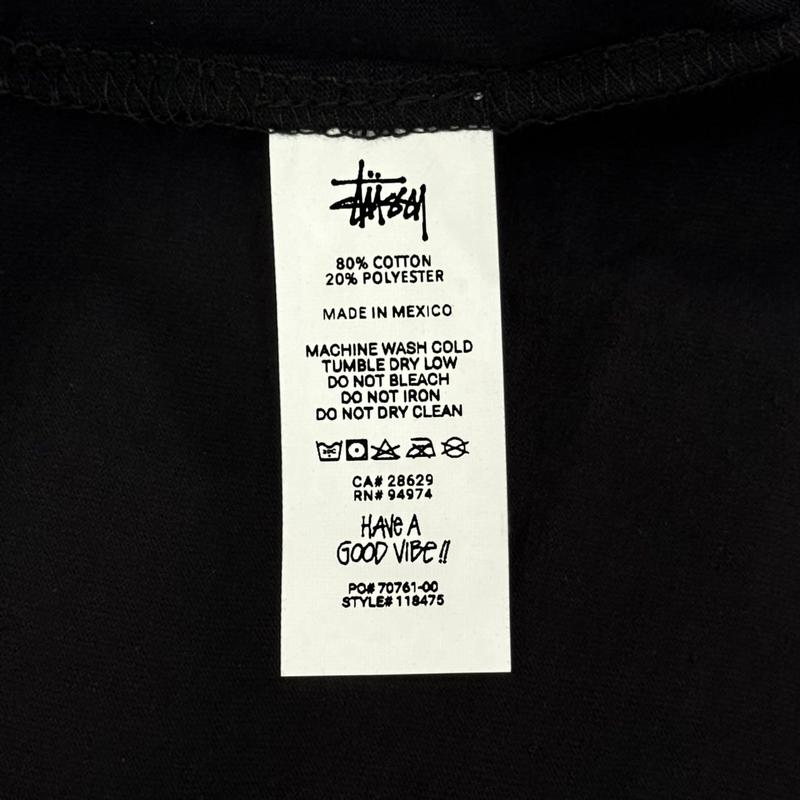 Stüssy
80% COTTON
20% POLYESTER
MADE IN MEXICO
MACHINE WASH COLD
TUMBLE DRY LOW
DO NOT BLEACH
DO NOT IRON
DO NOT DRY CLEAN
CA# 28629
RN# 94974
HAVE A
GOOD VIBE!!
PO# 70761-00
STYLE# 118475